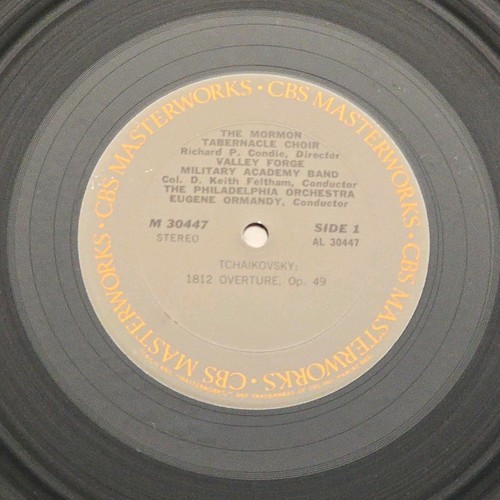 CBS MASTERWORKS · CBS MASTERWORKS · CBS MASTERWORKS · CBS MASTERWORKS ·
THE MORMON
TABERNACLE CHOIR
Richard P. Condie, Director
VALLEY FORGE
MILITARY ACADEMY BAND
Col. D. Keith Feltham, Conductor
THE PHILADELPHIA ORCHESTRA
EUGENE ORMANDY, Conductor
M 30447
SIDE 1
STEREO
AL 30447
TCHAIKOVSKY:
1812 OVERTURE, Op. 49